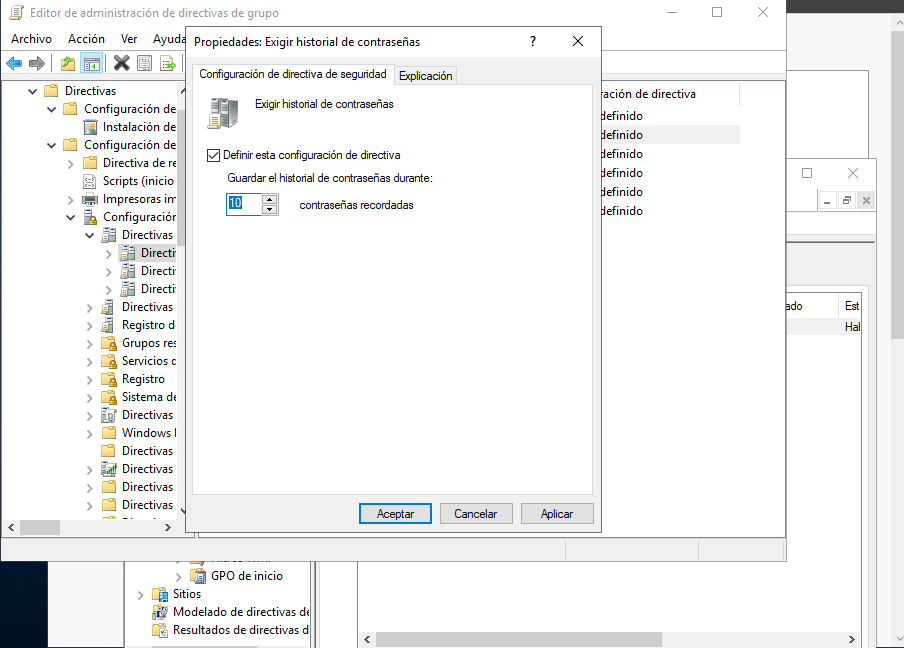 Editor de administración de directivas de grupo
Archivo Acción Ver Ayuda
Directivas
Configuración de
Instalación de
Configuración de
Directiva de re
Scripts (inicio
Impresoras im
Configuración
Directivas
Directi
Directi
Directi
Directivas
Registro d
Grupos res
Servicios d
Registro
Sistema de
Directivas
Windows
Directivas
Directivas
Directivas
Directivas
Propiedades: Exigir historial de contraseñas
?
Configuración de directiva de seguridad Explicación
Exigir historial de contraseñas
Definir esta configuración de directiva
Guardar el historial de contraseñas durante:
10 contraseñas recordadas
Aceptar Cancelar Aplicar
ración de directiva
definido
definido
definido
definido
definido
definido
ado Est
Hal
GPO de inicio
Sitios
Modelado de directivas de
Resultados de directivas d